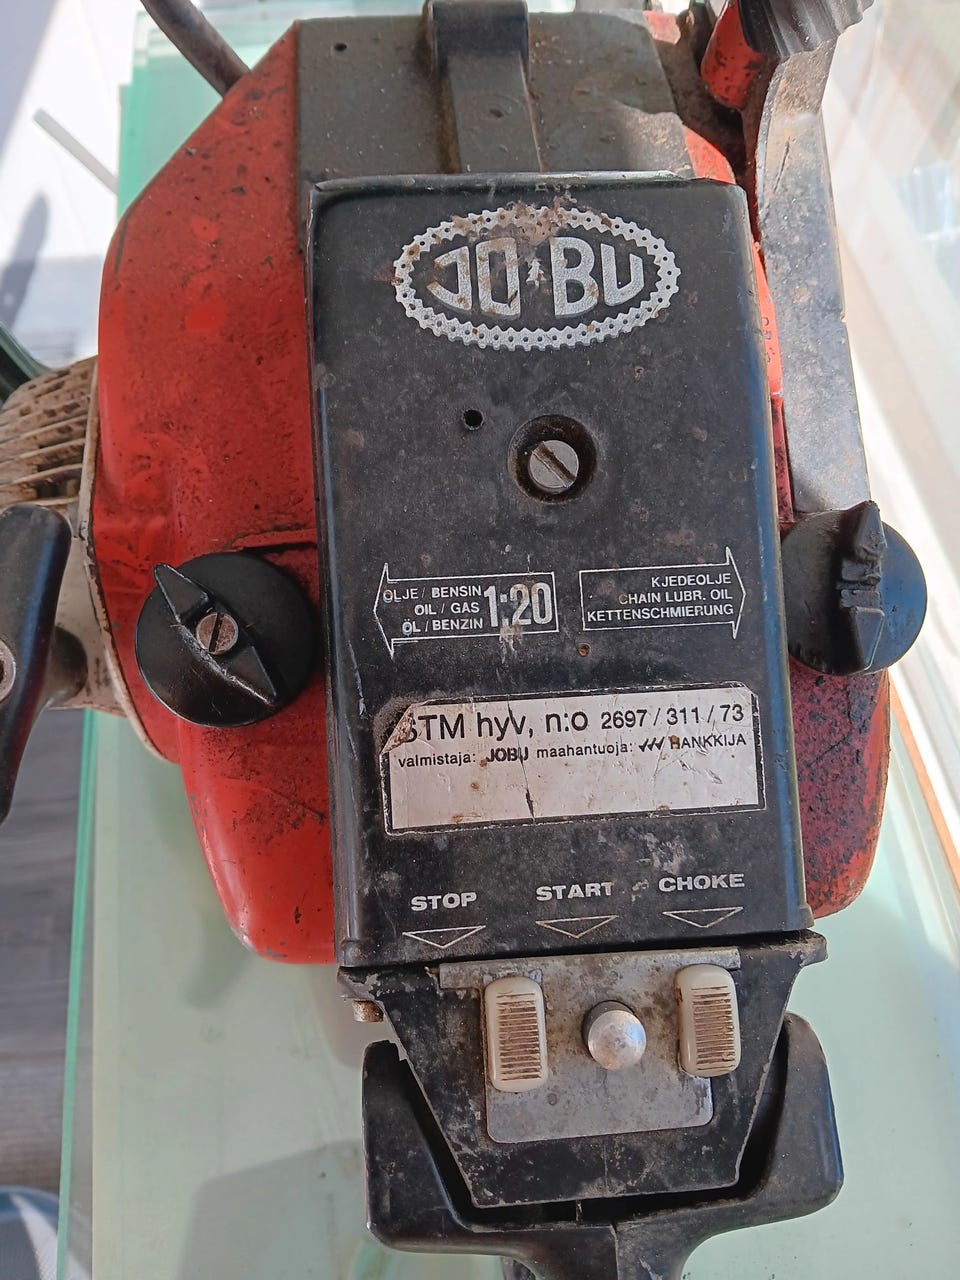 JO BU
OLJE / BENSIN
OIL / GAS
ÖL / BENZIN
1:20
KJEDEOLJE
CHAIN LUBR. OIL
KETTENSCHMIERUNG
STM hyv, n:o 2697 / 311 / 73
valmistaja: JOBU maahantuoja: HANKKIJA
STOP START CHOKE